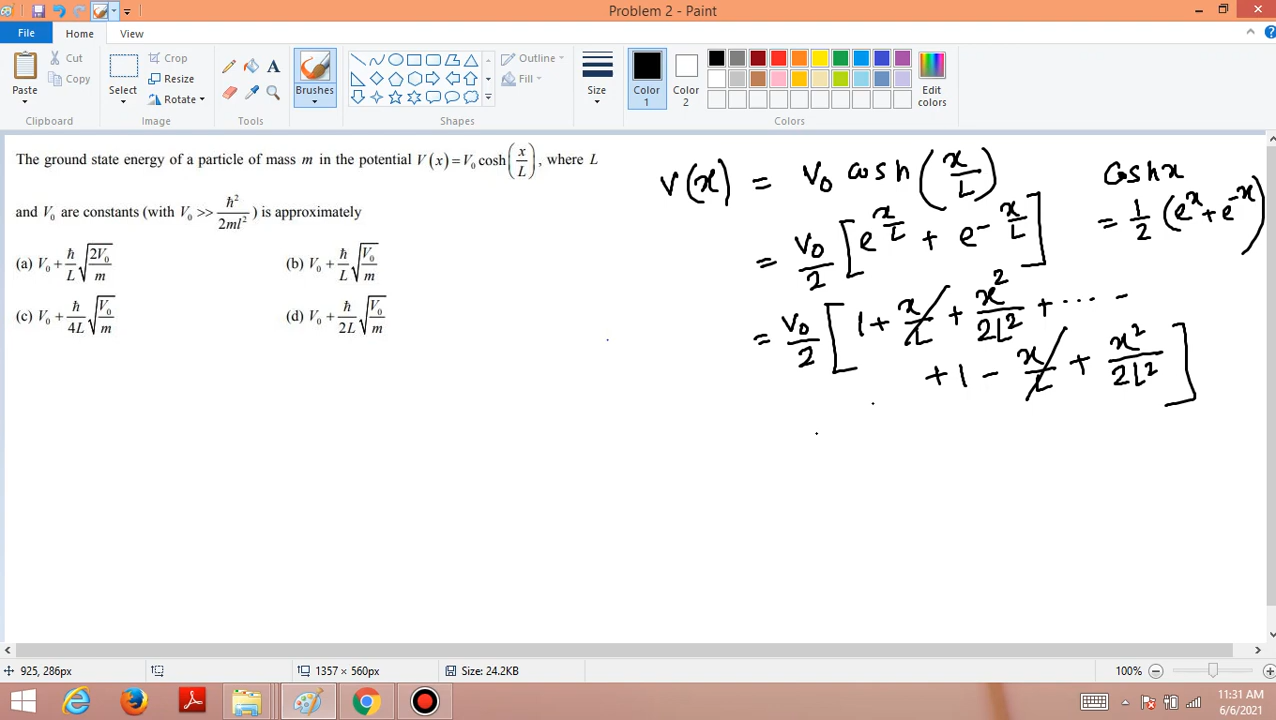 Problem 2 - Paint
File Home View
Paste Cut Copy Clipboard
Select Crop Resize Rotate Image
A Tools
Brushes
Outline Fill Shapes
Size
Color 1 Color 2 Edit colors Colors
The ground state energy of a particle of mass m in the potential V(x) = V₀ cosh(x/L), where L
and V₀ are constants (with V₀ >> ℏ²/2ml²) is approximately
(a) V₀ + ℏ/L √(2V₀/m) (b) V₀ + ℏ/L √(V₀/m)
(c) V₀ + ℏ/4L √(V₀/m) (d) V₀ + ℏ/2L √(V₀/m)
V(x) = V₀ cosh(x/L)
= V₀/2 [e^(x/L) + e^(-x/L)]
= V₀/2 [1 + x/L + x²/2L² + ··· -
+ 1 - x/L + x²/2L²]
Coshx
= 1/2 (e^x + e^-x)
925, 286px 1357 × 560px Size: 24.2KB 100%
11:31 AM
6/6/2021